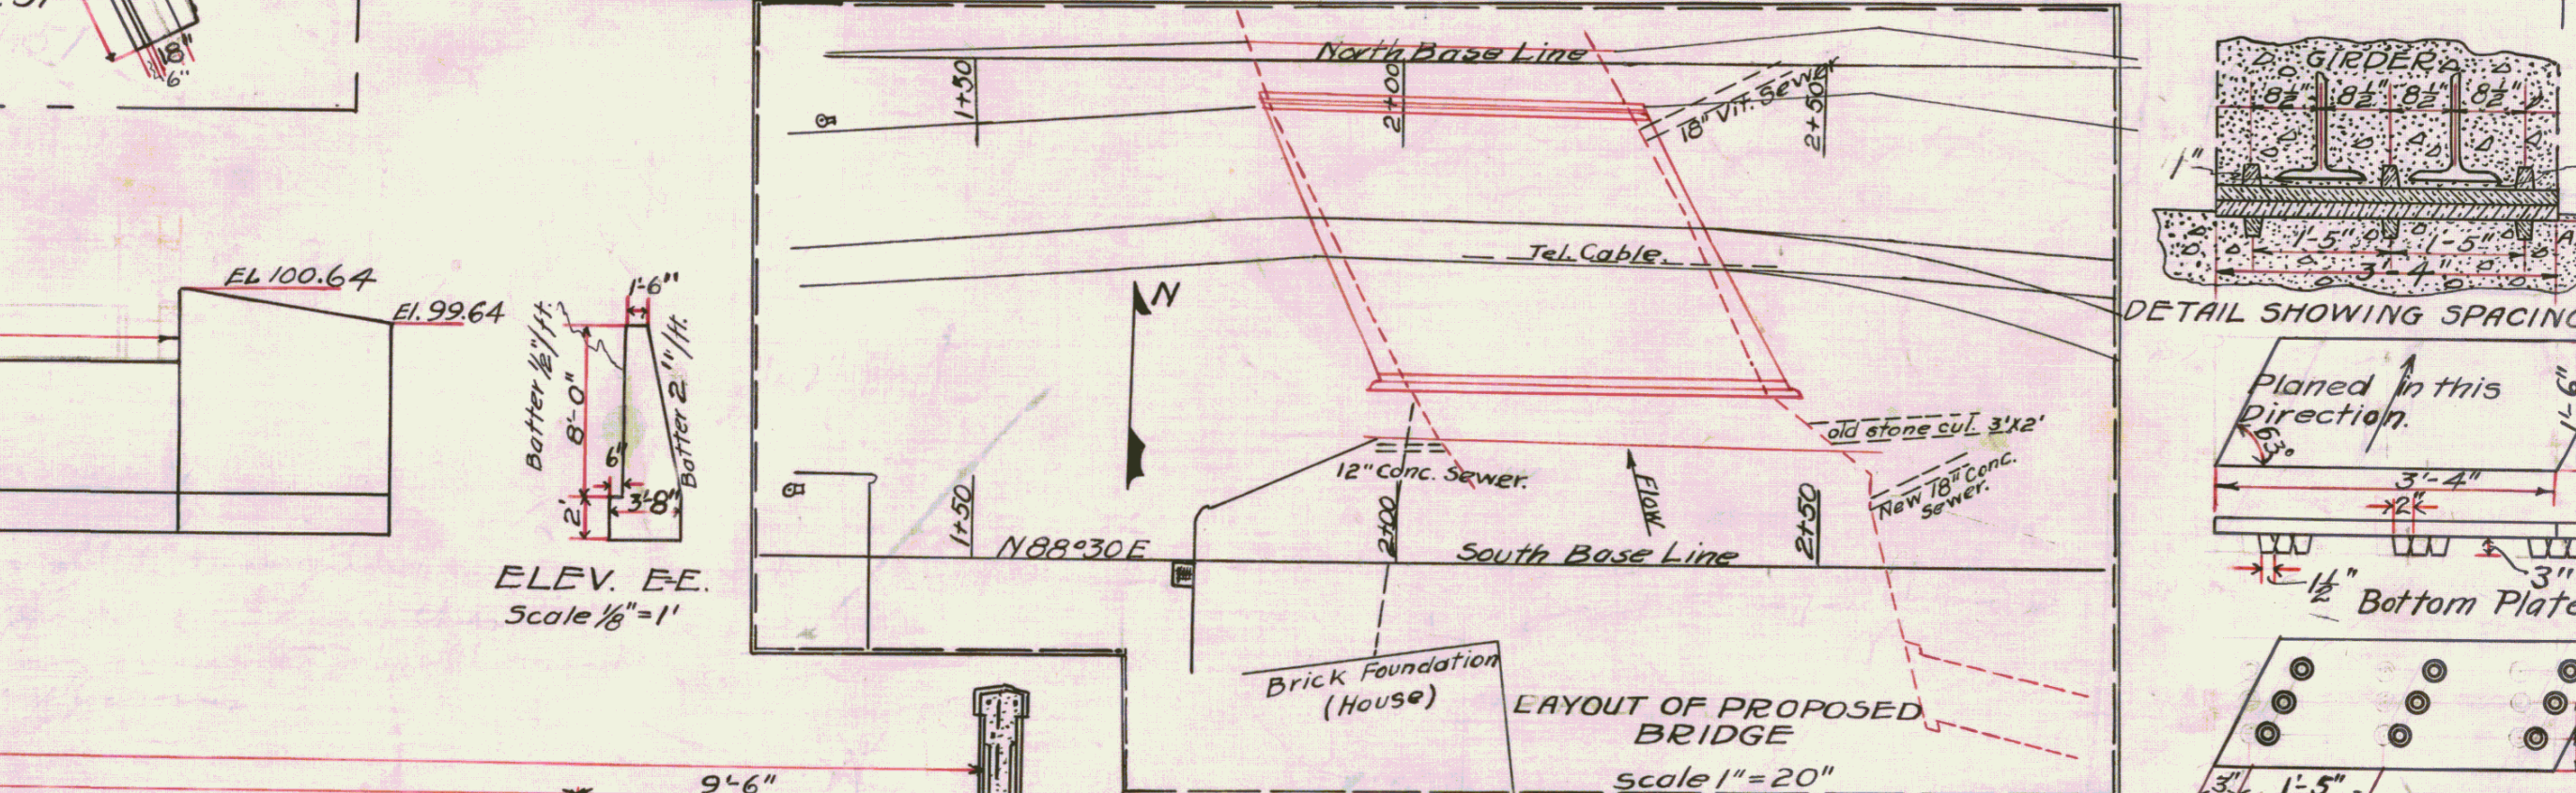 18"
6"
EL 100.64
El. 99.64
Batter ½"/ft.
8'-0"
2'
1'-6"
6"
3'-8"
Batter 2"/ft.
ELEV. E-E.
Scale ⅛"=1'
9'-6"
North Base Line
1+50
2+00
2+50
18" Vit. Sewer
Tel. Cable.
N
old stone cul. 3'X2'
12" Conc. Sewer.
Flow
New 18" Conc.
Sewer.
1+50
2+00
2+50
N88°30E
South Base Line
Brick Foundation
(House)
LAYOUT OF PROPOSED
BRIDGE
Scale 1"=20"
GIRDER
8½" 8½" 8½" 8½"
1"
1'-5" 1'-5"
3'-4"
DETAIL SHOWING SPACING
Planed in this
Direction.
63°
1'-6"
3'-4"
2"
1½"
3"
Bottom Plate
3" 1'-5"